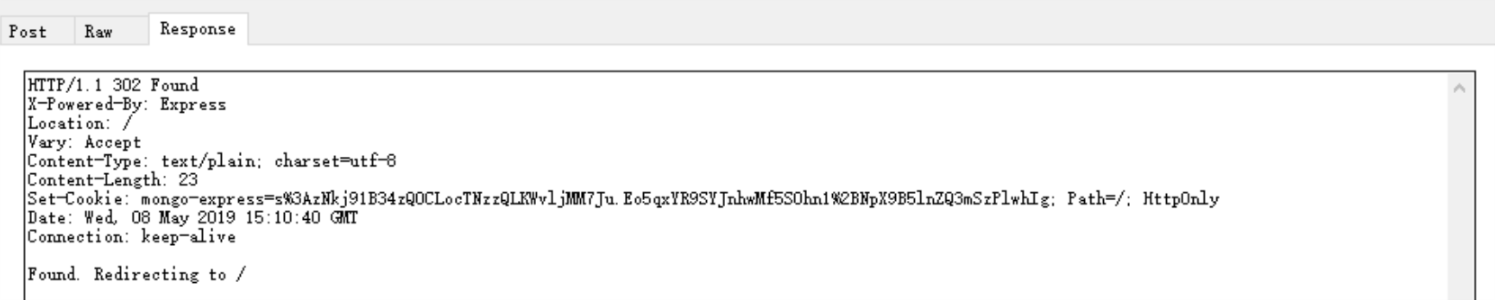 Post
Raw
Response
HTTP/1.1 302 Found
X-Powered-By: Express
Location: /
Vary: Accept
Content-Type: text/plain; charset=utf-8
Content-Length: 23
Set-Cookie: mongo-express=s%3AzNkj91B34zQOCLocTNzzQLKWvljMM7Ju.Eo5qxYR9SYJnhwMf5SOhn1%2BNpX9B5lnZQ3mSzPlwhIg; Path=/; HttpOnly
Date: Wed, 08 May 2019 15:10:40 GMT
Connection: keep-alive
Found. Redirecting to /